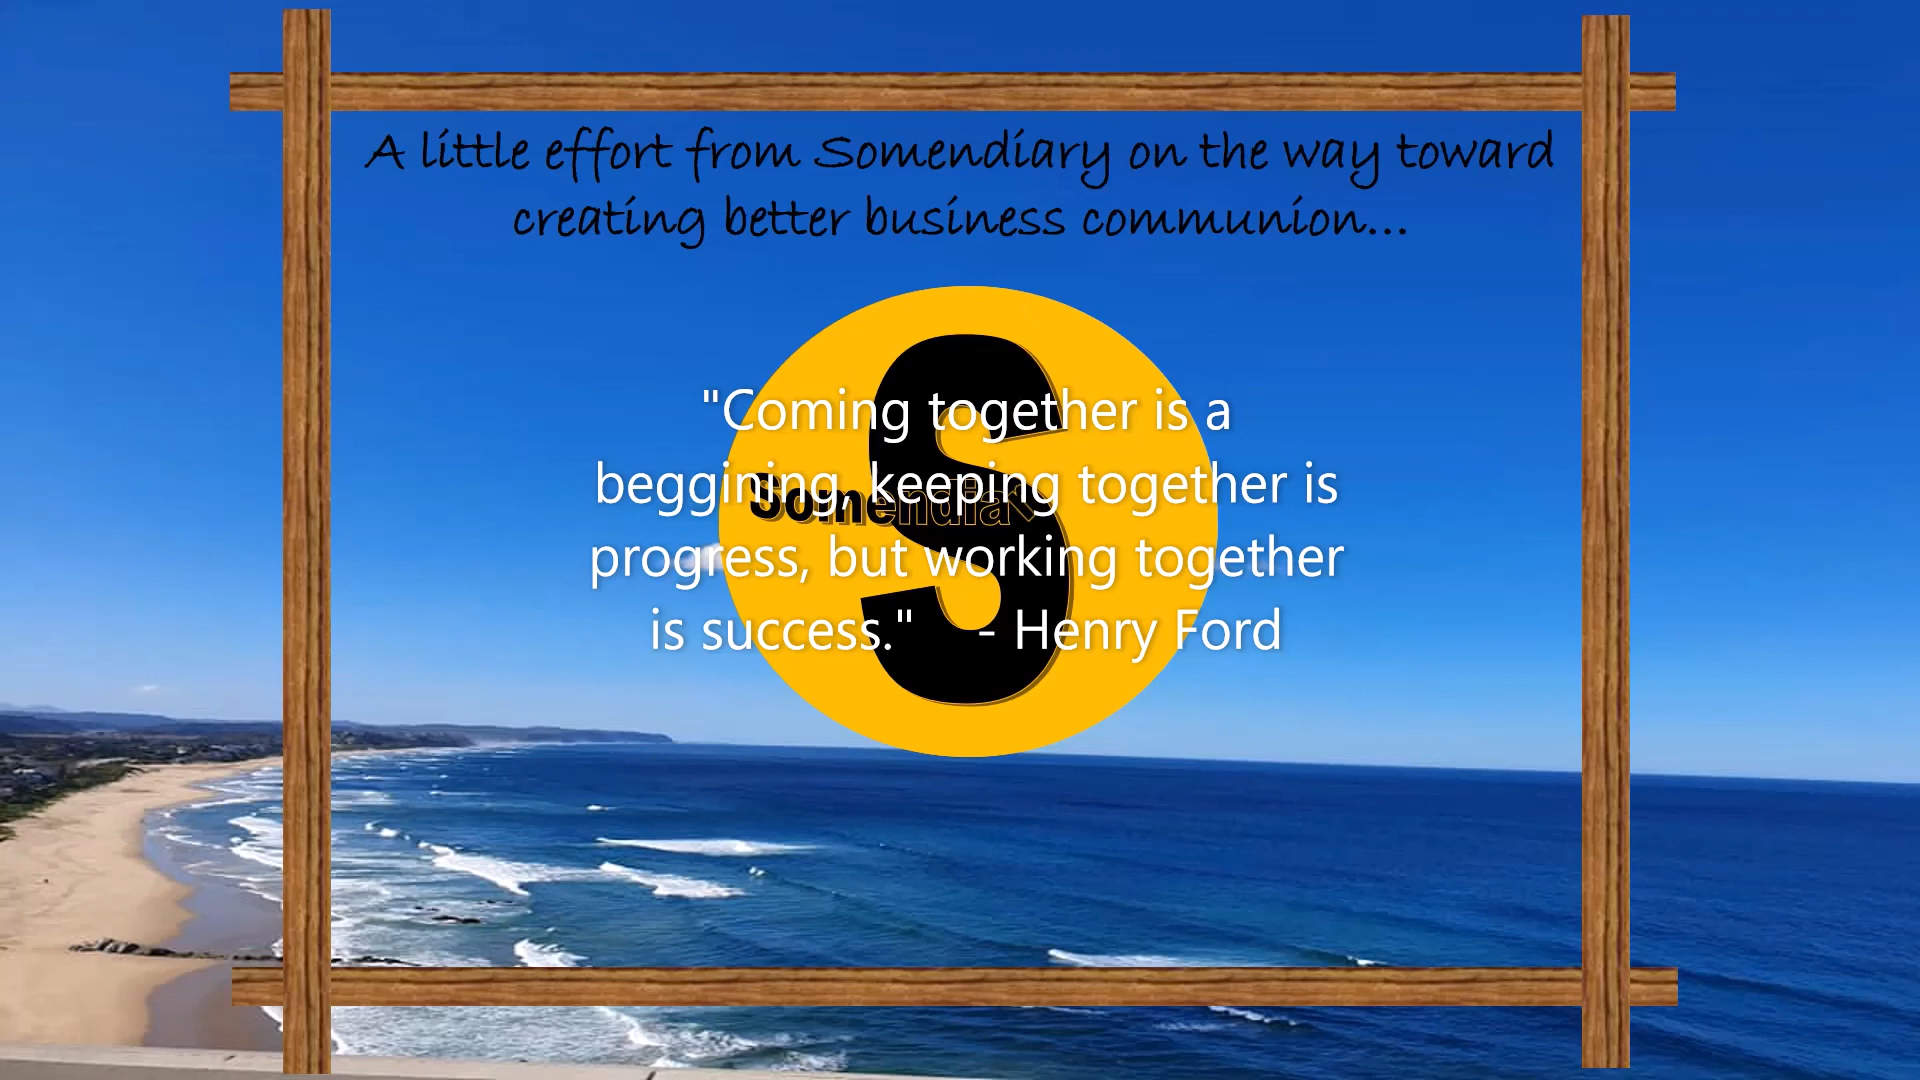 A little effort from Somendiary on the way toward
creating better business communion...
"Coming together is a
beggining, keeping together is
Somendiary
progress, but working together
is success."    - Henry Ford
S